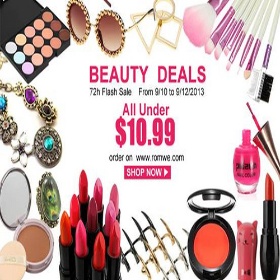 BEAUTY DEALS
72h Flash Sale From 9/10 to 9/12/2013
All Under
$10.99
order on www.romwe.com
SHOP NOW